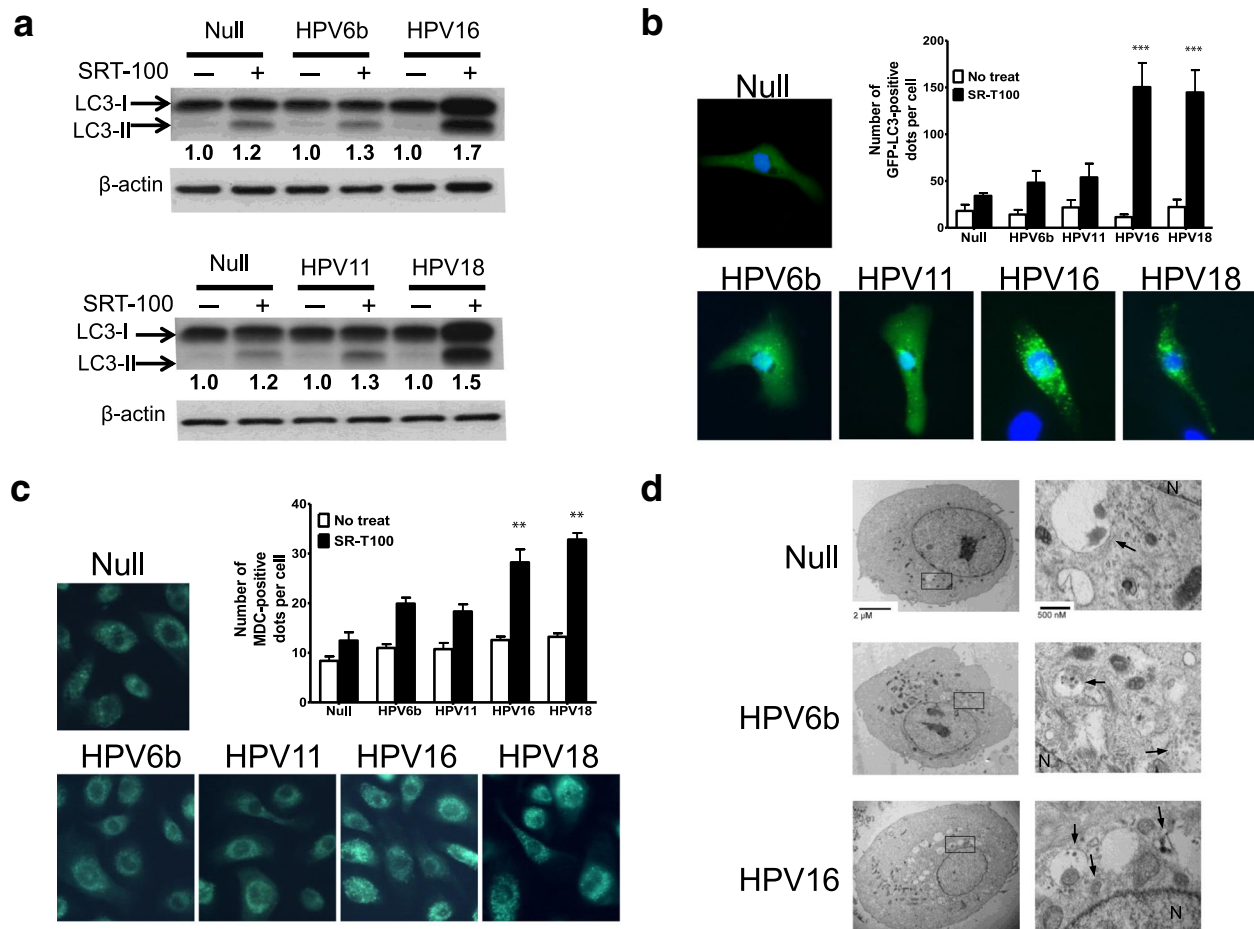 a
Null HPV6b HPV16
SRT-100 — + — + — +
LC3-I
LC3-II
1.0 1.2 1.0 1.3 1.0 1.7
β-actin
Null HPV11 HPV18
SRT-100 — + — + — +
LC3-I
LC3-II
1.0 1.2 1.0 1.3 1.0 1.5
β-actin
b
Null
Number of
GFP-LC3-positive
dots per cell
200
150
100
50
0
No treat
SR-T100
*** ***
Null HPV6b HPV11 HPV16 HPV18
HPV6b HPV11 HPV16 HPV18
c
Null
Number of
MDC-positive
dots per cell
40
30
20
10
0
No treat
SR-T100
** **
Null HPV6b HPV11 HPV16 HPV18
HPV6b HPV11 HPV16 HPV18
d
Null
N
2 µM
500 nM
HPV6b
N
HPV16
N